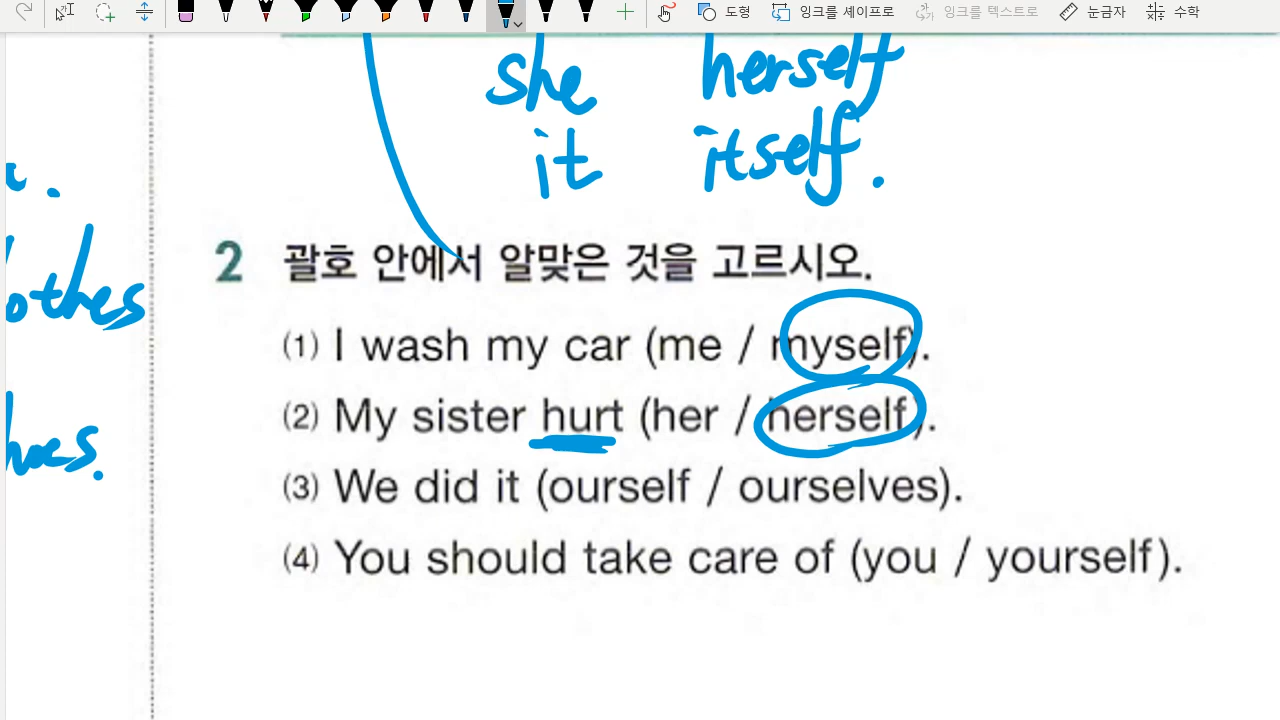 도형 잉크를 셰이프로 잉크를 텍스트로 눈금자 수학
she herself
it itself.
othes
2 괄호 안에서 알맞은 것을 고르시오.
(1) I wash my car (me / myself).
(2) My sister hurt (her / herself).
(3) We did it (ourself / ourselves).
(4) You should take care of (you / yourself).